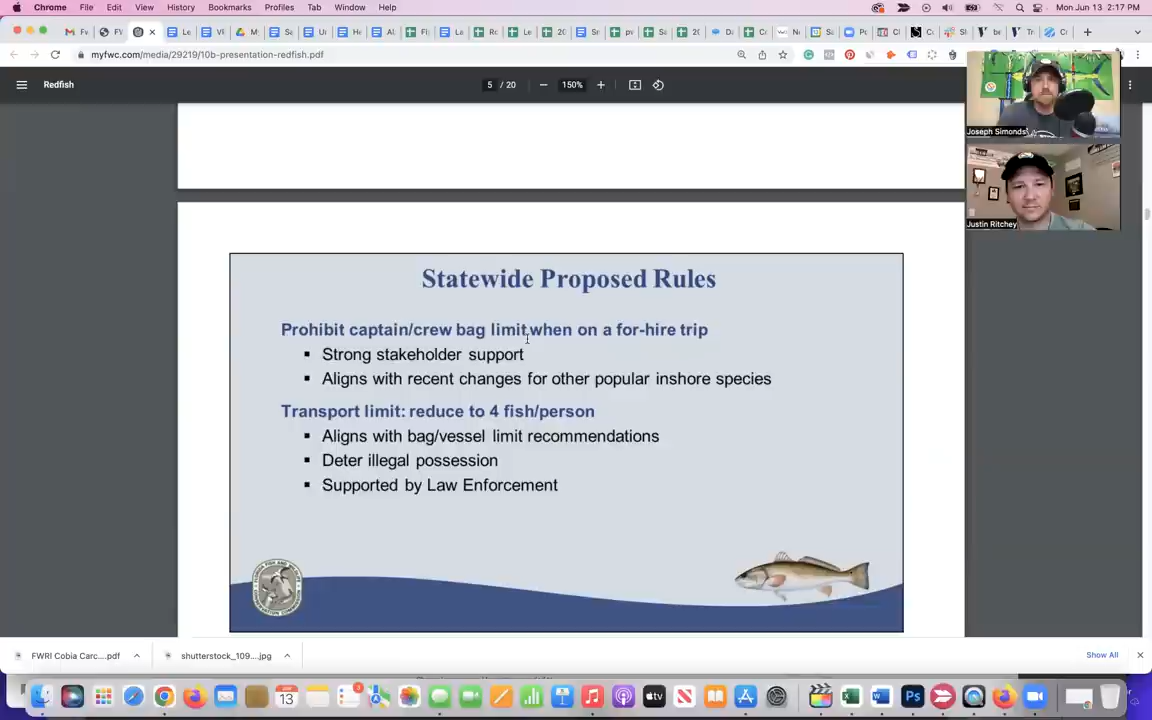 Chrome File Edit View History Bookmarks Profiles Tab Window Help Mon Jun 13 2:17 PM
myfwc.com/media/29219/10b-presentation-redfish.pdf
Redfish 5 / 20 150%
Joseph Simonds
Justin Ritchey
Statewide Proposed Rules
Prohibit captain/crew bag limit when on a for-hire trip
▪ Strong stakeholder support
▪ Aligns with recent changes for other popular inshore species
Transport limit: reduce to 4 fish/person
▪ Aligns with bag/vessel limit recommendations
▪ Deter illegal possession
▪ Supported by Law Enforcement
FWRI Cobia Carc....pdf shutterstock_109....jpg Show All